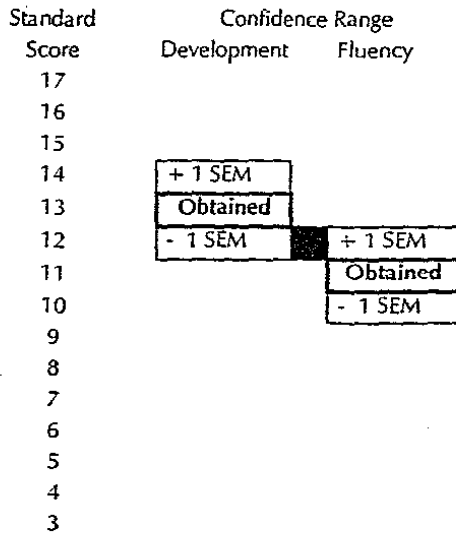 Standard Confidence Range
Score Development Fluency
17
16
15
14 + 1 SEM
13 Obtained
12 - 1 SEM + 1 SEM
11 Obtained
10 - 1 SEM
9
8
7
6
5
4
3